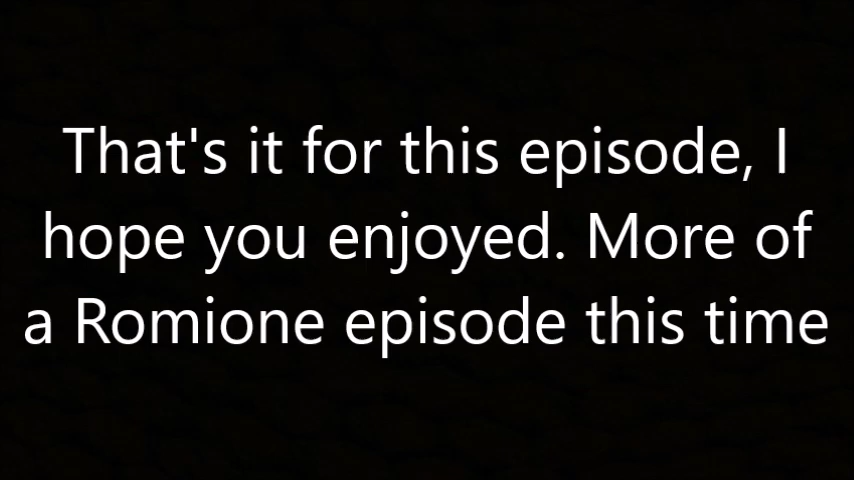 That's it for this episode, I
hope you enjoyed. More of
a Romione episode this time